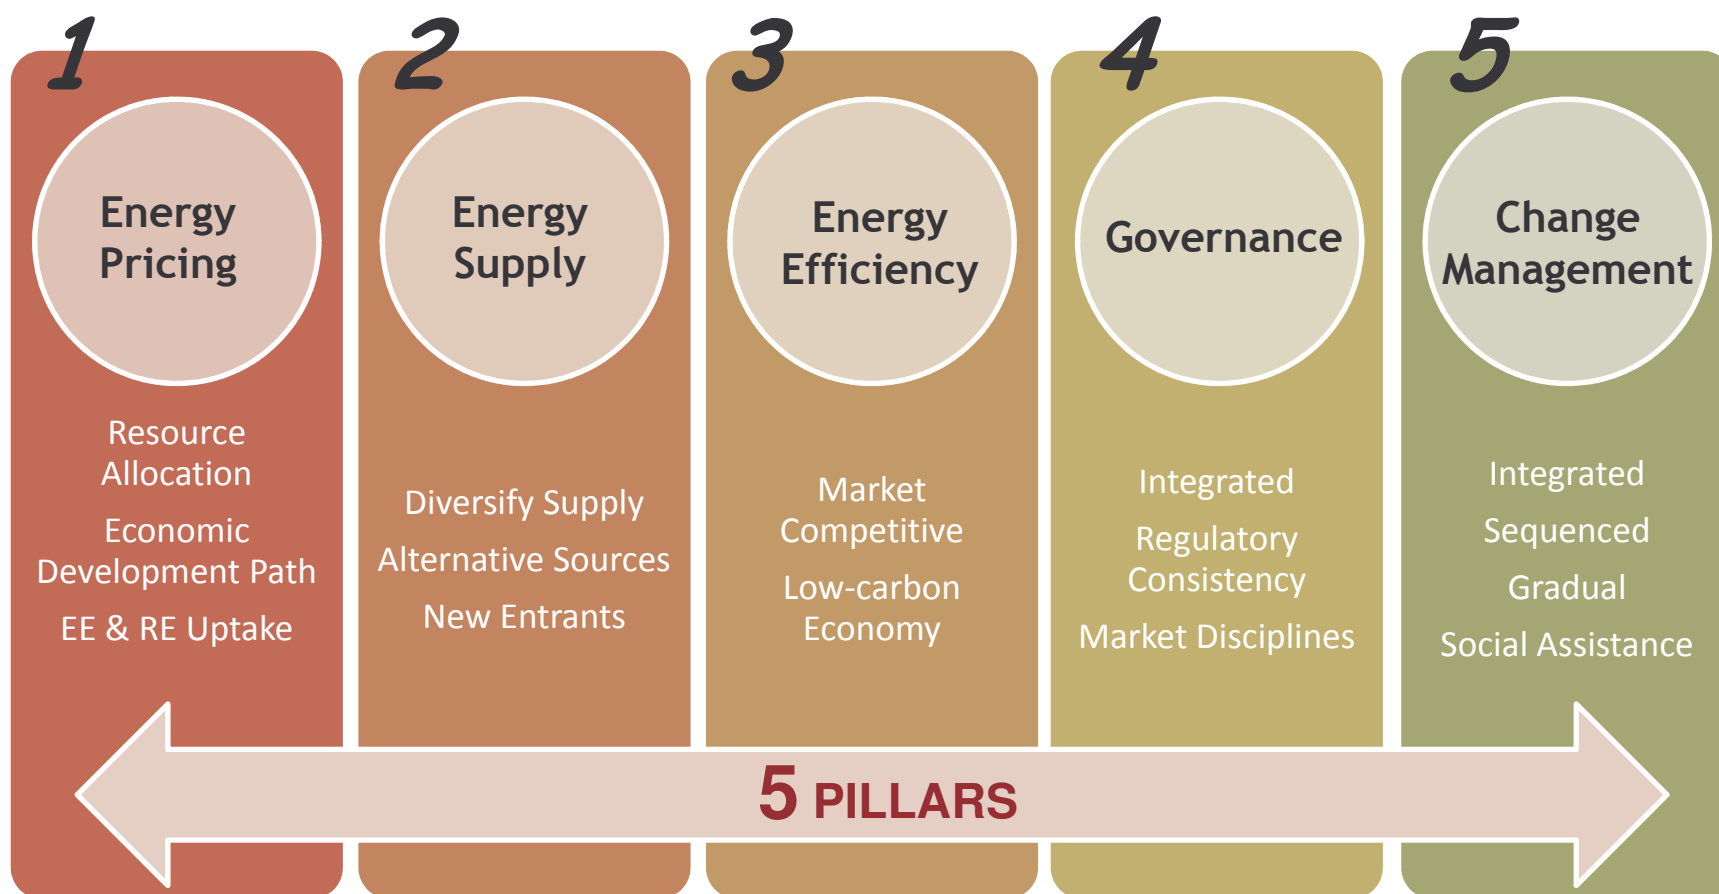 1
Energy
Pricing
Resource
Allocation
Economic
Development Path
EE & RE Uptake
2
Energy
Supply
Diversify Supply
Alternative Sources
New Entrants
3
Energy
Efficiency
Market
Competitive
Low-carbon
Economy
4
Governance
Integrated
Regulatory
Consistency
Market Disciplines
5
Change
Management
Integrated
Sequenced
Gradual
Social Assistance
5 PILLARS